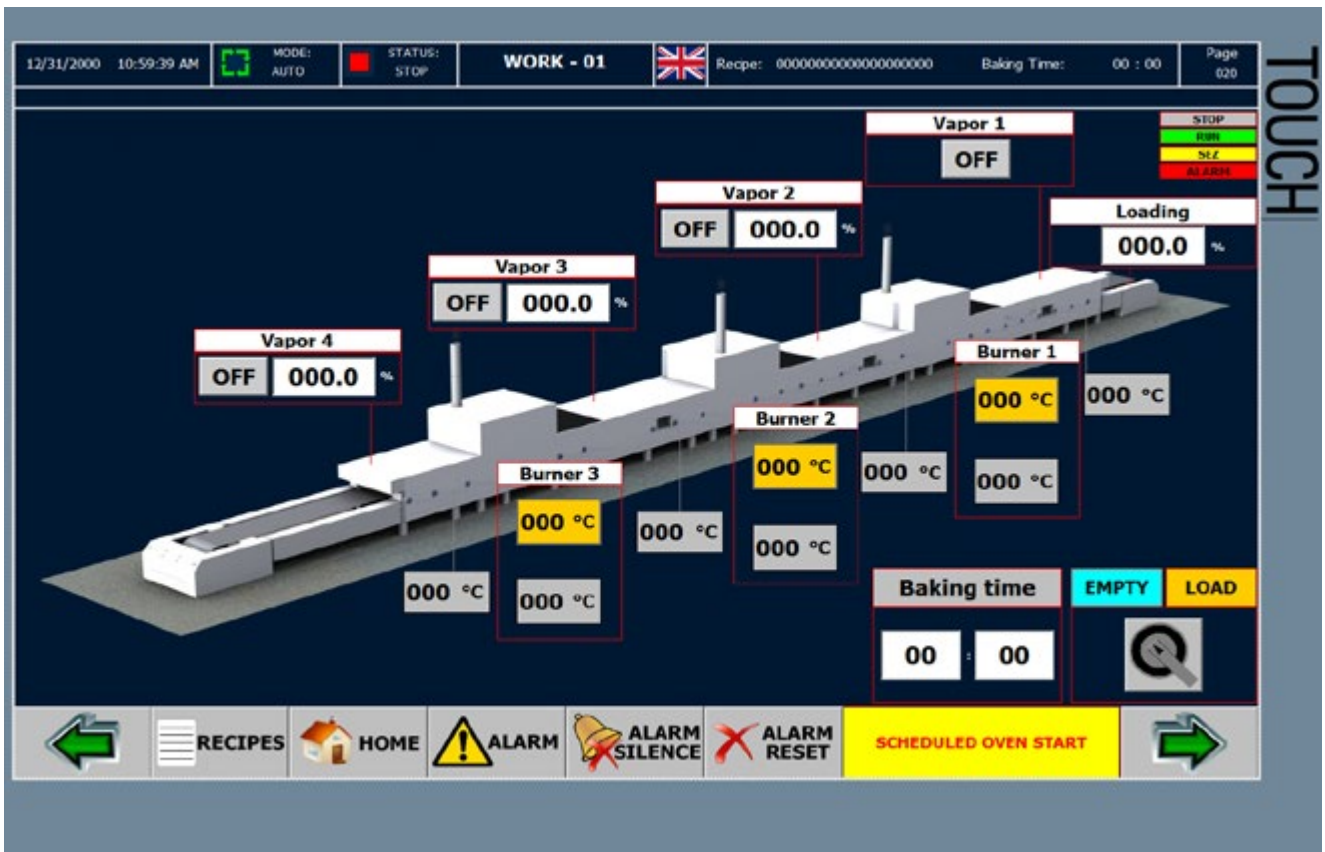 12/31/2000 10:59:39 AM
MODE:
AUTO
STATUS:
STOP
WORK - 01
Recipe: 00000000000000000000
Baking Time: 00 : 00
Page
020
TOUCH
STOP
RUN
ALARM
Vapor 1
OFF
Vapor 2
OFF 000.0 %
Loading
000.0 %
Vapor 3
OFF 000.0 %
Vapor 4
OFF 000.0 %
Burner 1
000 °C
000 °C
000 °C
Burner 2
000 °C
000 °C
000 °C
Burner 3
000 °C
000 °C
000 °C
000 °C
Baking time
00 : 00
EMPTY LOAD
RECIPES
HOME
ALARM
ALARM
SILENCE
ALARM
RESET
SCHEDULED OVEN START